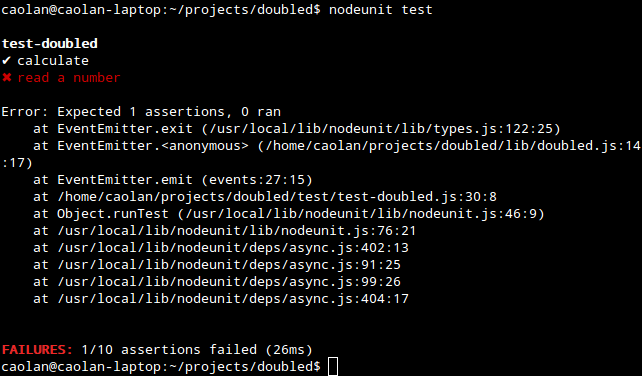 caolan@caolan-laptop:~/projects/doubled$ nodeunit test
test-doubled
✔ calculate
✖ read a number
Error: Expected 1 assertions, 0 ran
    at EventEmitter.exit (/usr/local/lib/nodeunit/lib/types.js:122:25)
    at EventEmitter.<anonymous> (/home/caolan/projects/doubled/lib/doubled.js:14
:17)
    at EventEmitter.emit (events:27:15)
    at /home/caolan/projects/doubled/test/test-doubled.js:30:8
    at Object.runTest (/usr/local/lib/nodeunit/lib/nodeunit.js:46:9)
    at /usr/local/lib/nodeunit/lib/nodeunit.js:76:21
    at /usr/local/lib/nodeunit/deps/async.js:402:13
    at /usr/local/lib/nodeunit/deps/async.js:91:25
    at /usr/local/lib/nodeunit/deps/async.js:99:26
    at /usr/local/lib/nodeunit/deps/async.js:404:17
FAILURES: 1/10 assertions failed (26ms)
caolan@caolan-laptop:~/projects/doubled$